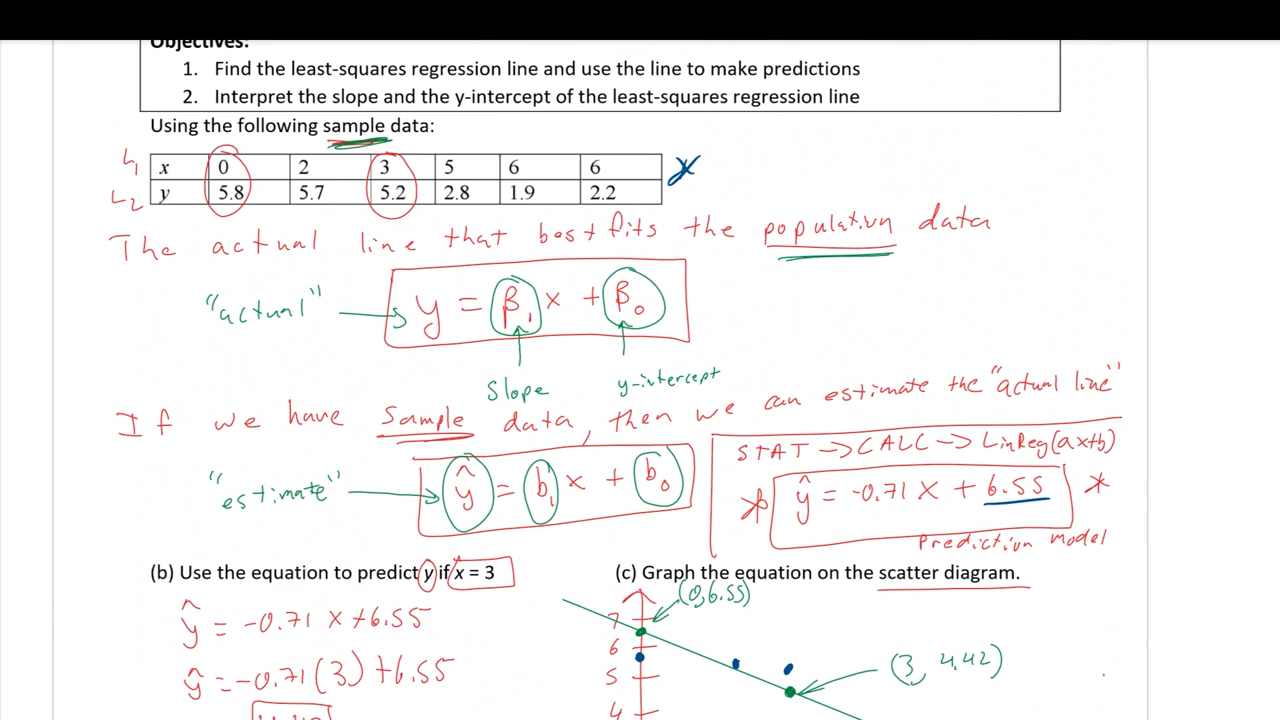 Objectives:
1. Find the least-squares regression line and use the line to make predictions
2. Interpret the slope and the y-intercept of the least-squares regression line
Using the following sample data:
L₁ x 0 2 3 5 6 6
L₂ y 5.8 5.7 5.2 2.8 1.9 2.2
The actual line that best fits the population data
"actual" y = β₁ x + β₀
slope y-intercept
If we have sample data, then we can estimate the "actual line"
"estimate" ŷ = b₁ x + b₀
STAT → CALC → LinReg(ax+b)
* ŷ = -0.71 x + 6.55 *
Prediction model
(b) Use the equation to predict y if x = 3
ŷ = -0.71 x + 6.55
ŷ = -0.71 (3) + 6.55
(c) Graph the equation on the scatter diagram.
(0, 6.55)
7
6
5
4
(3, 4.42)